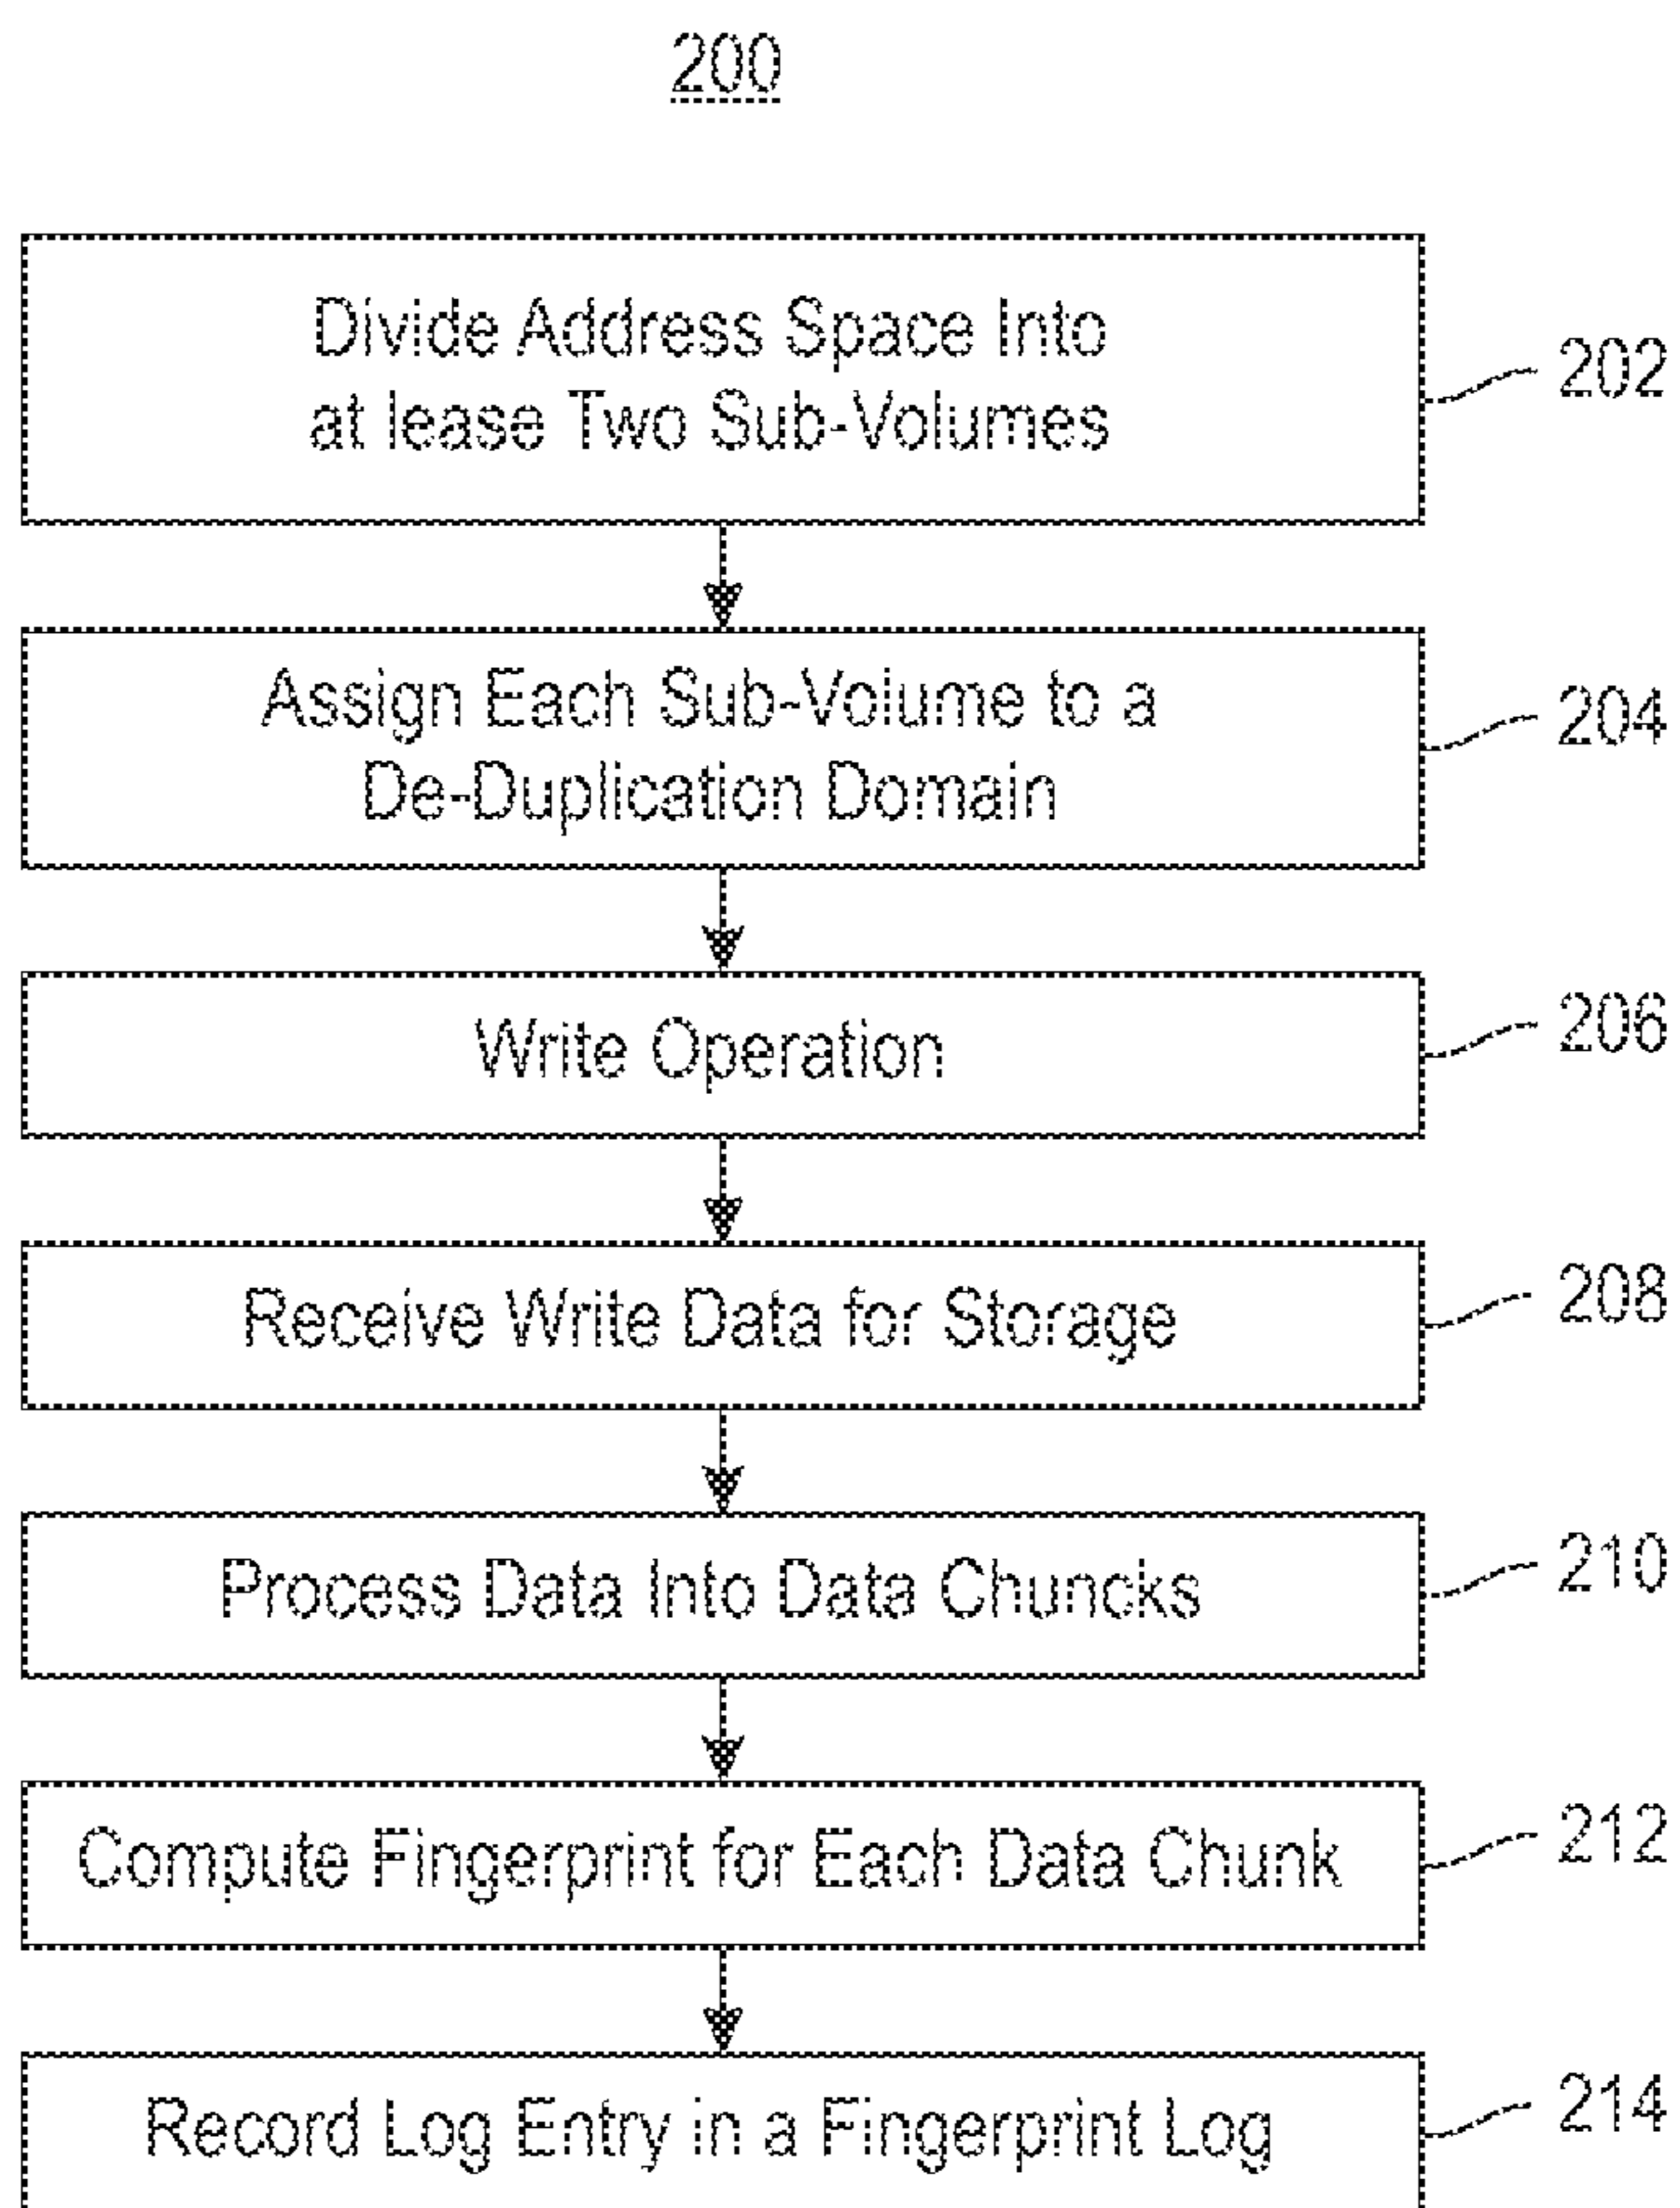 200
Divide Address Space Into
at lease Two Sub-Volumes
202
Assign Each Sub-Volume to a
De-Duplication Domain
204
Write Operation
206
Receive Write Data for Storage
208
Process Data Into Data Chuncks
210
Compute Fingerprint for Each Data Chunk
212
Record Log Entry in a Fingerprint Log
214